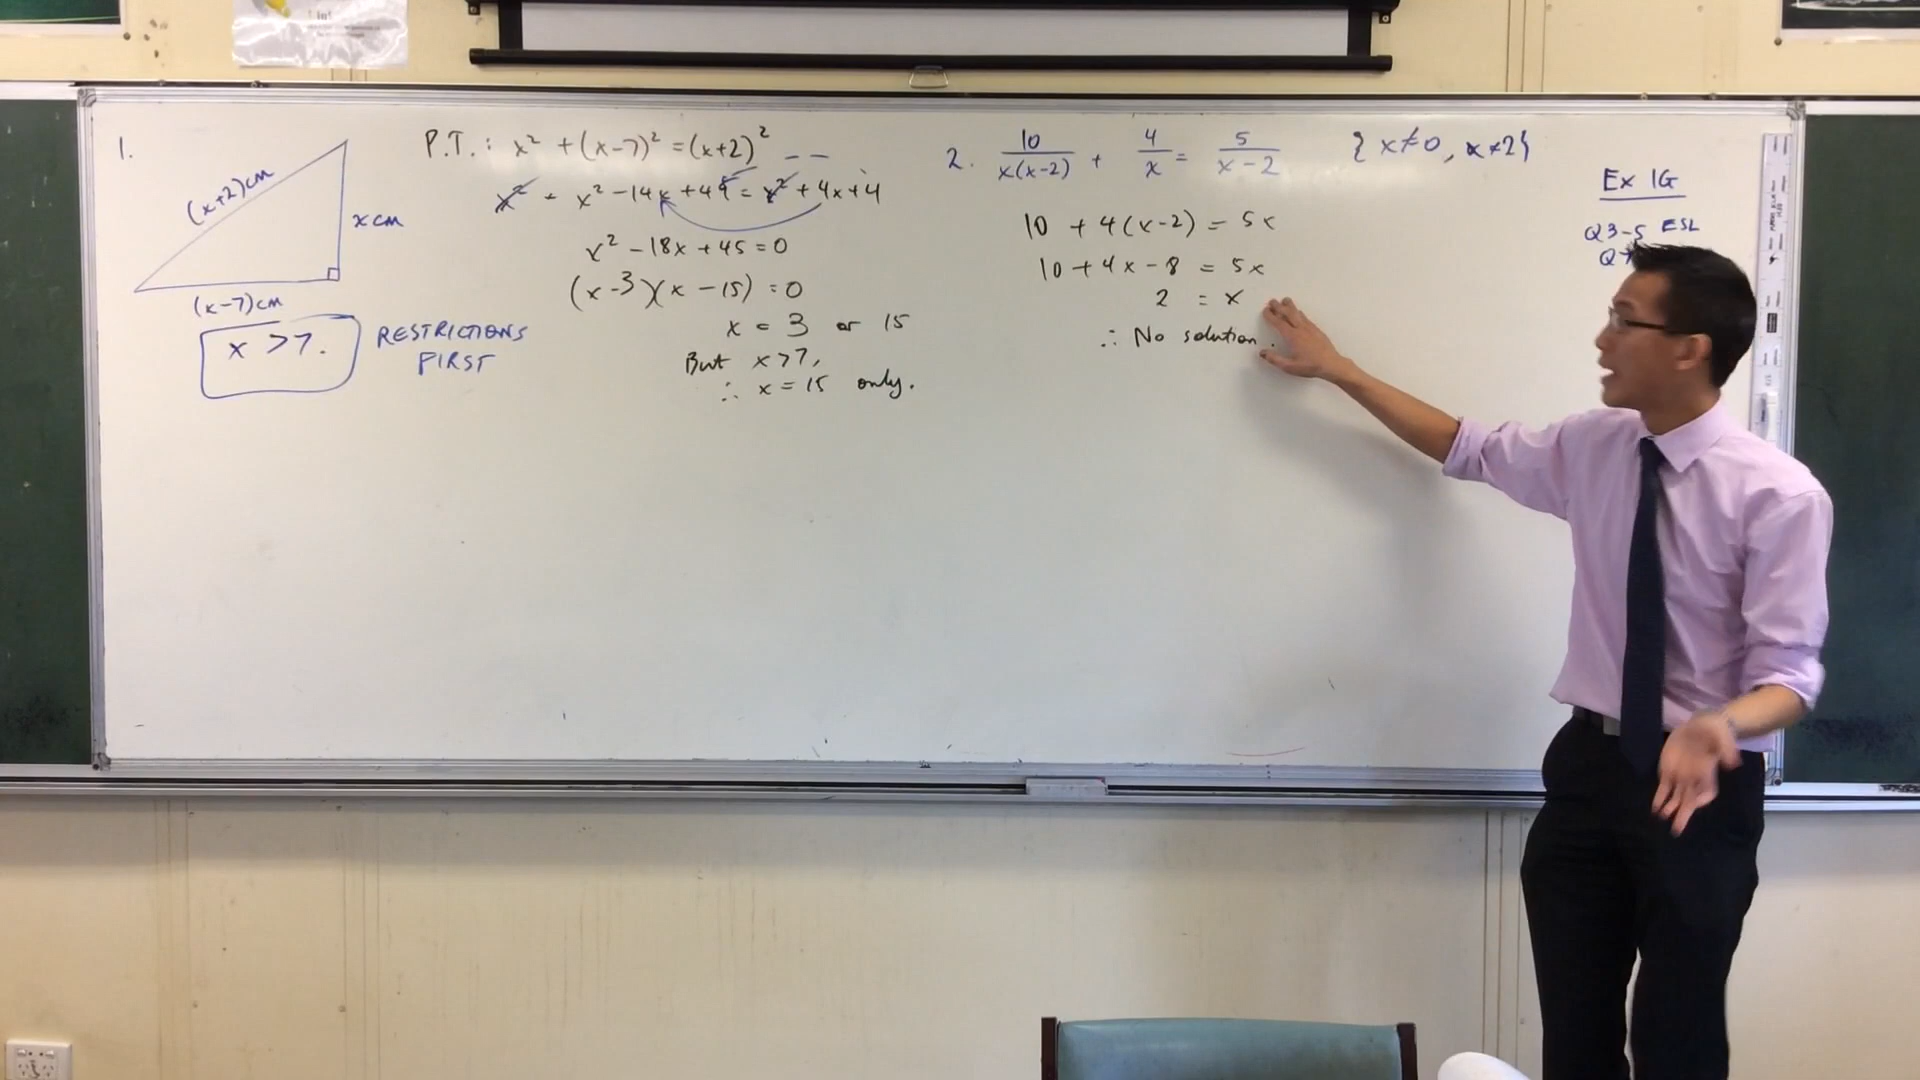 1.
(x+2)cm
x cm
(x-7)cm
x >7.
RESTRICTIONS
FIRST
P.T.: x² + (x-7)² = (x+2)²
x² + x² - 14x + 49 = x² + 4x + 4
x² - 18x + 45 = 0
(x - 3)(x - 15) = 0
x = 3 or 15
But x >7,
∴ x = 15 only.
2. 10/x(x-2) + 4/x = 5/x-2 { x≠0, x≠2}
10 + 4(x-2) = 5x
10 + 4x - 8 = 5x
2 = x
∴ No solution.
Ex 1G
Q3-5 ESL
Q